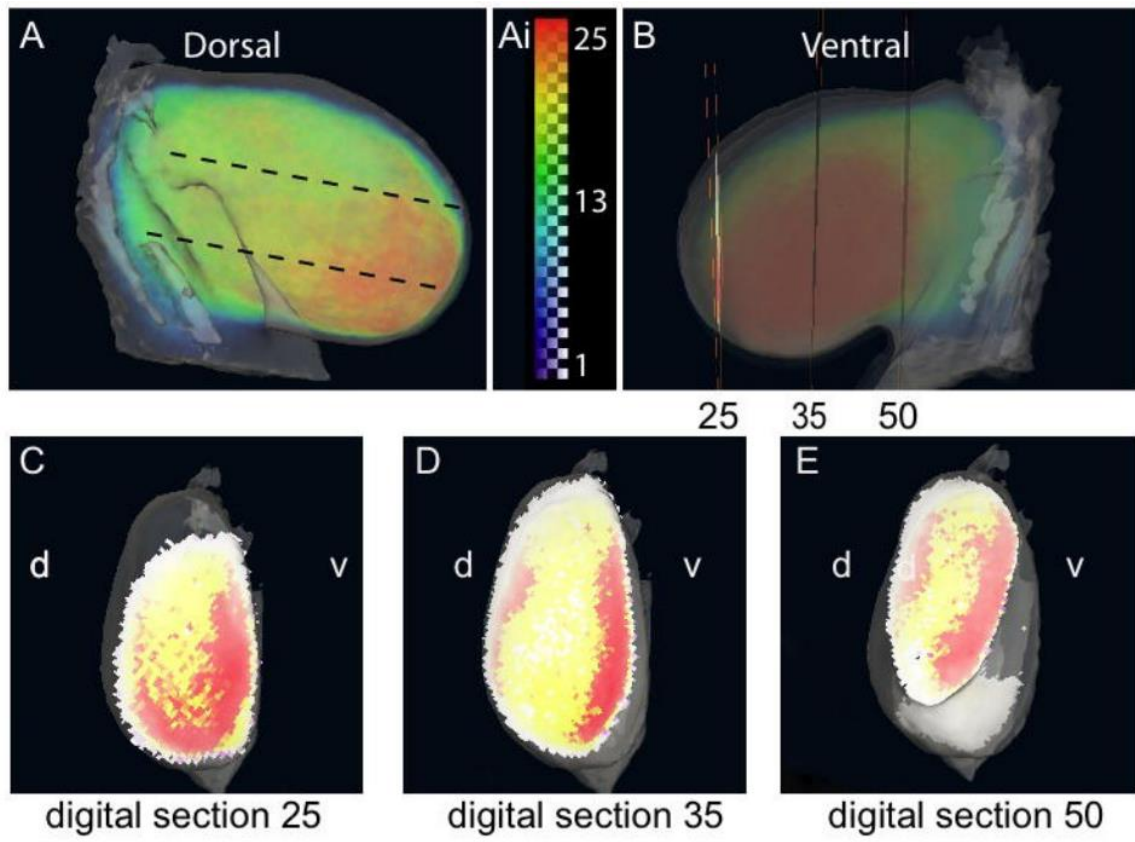 A
Dorsal
Ai
25
13
1
B
Ventral
25
35
50
C
d
v
digital section 25
D
d
v
digital section 35
E
d
d
v
digital section 50